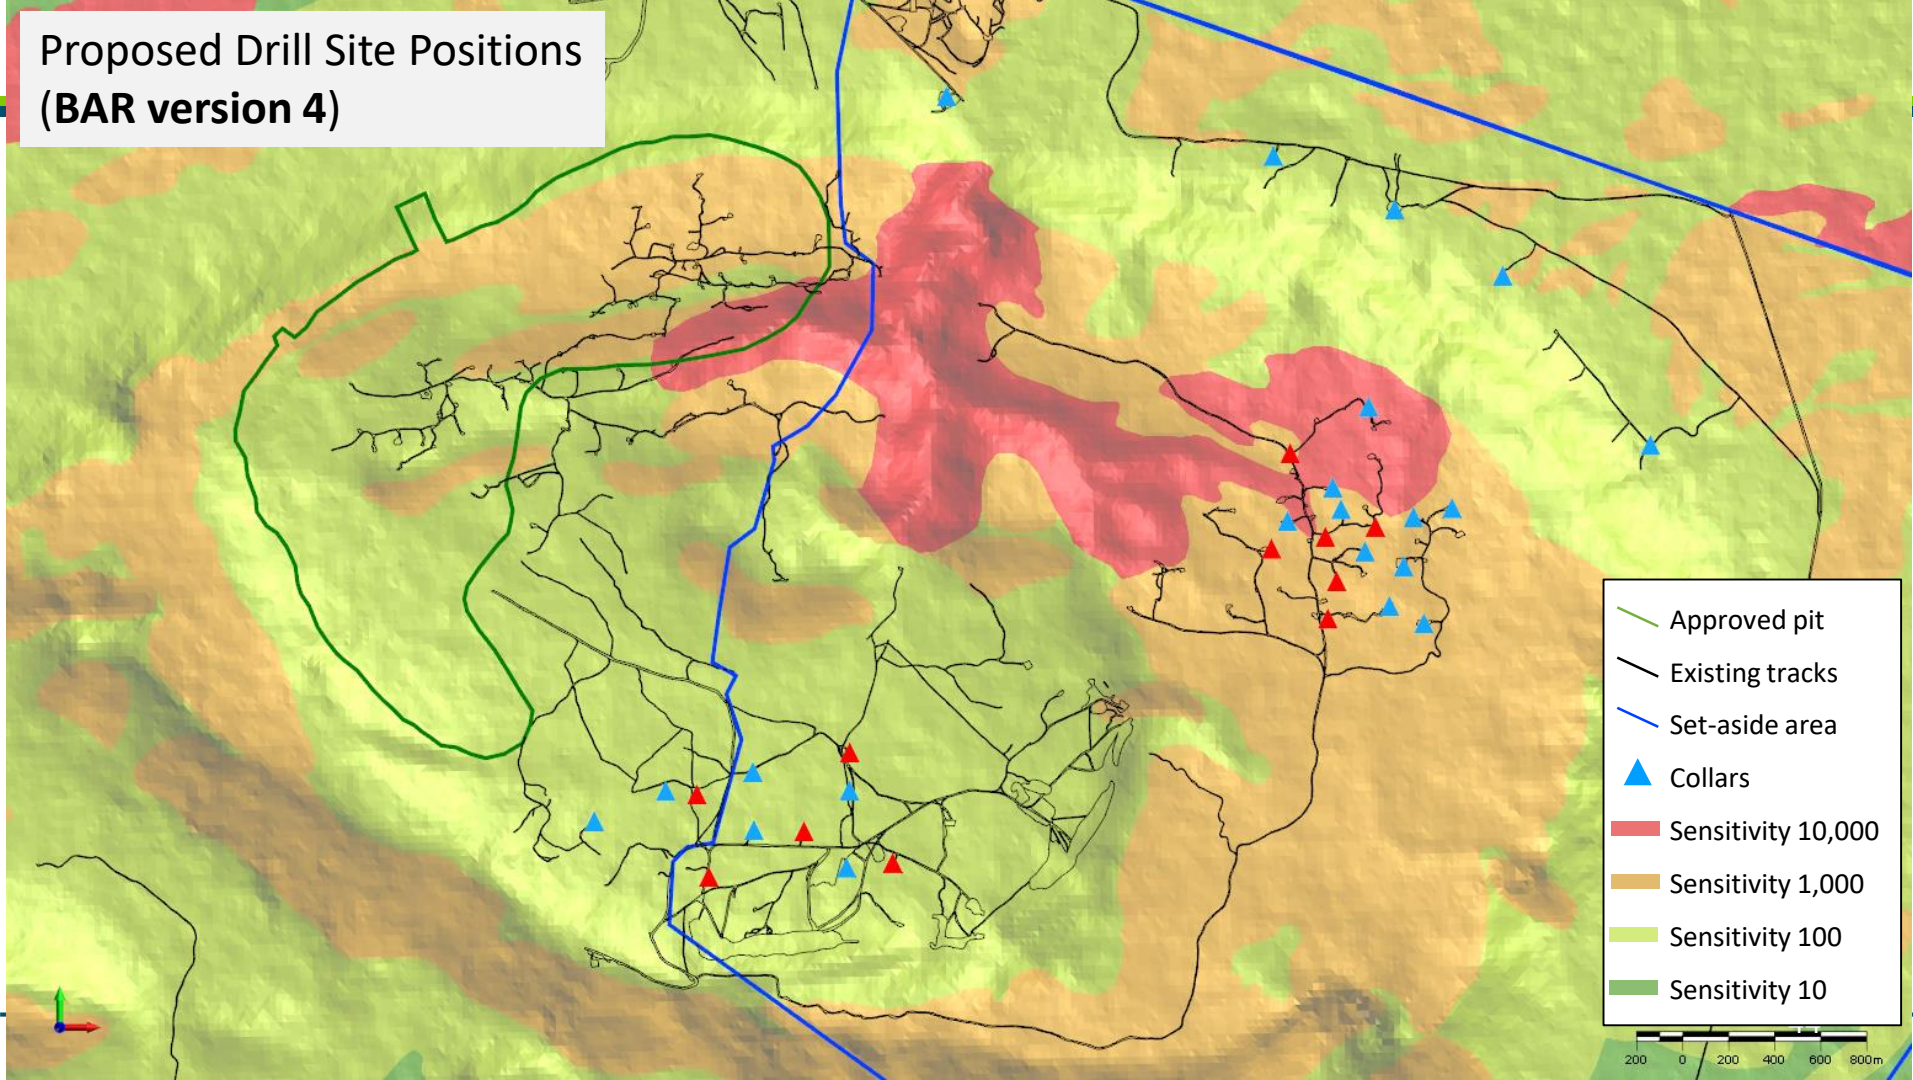 Proposed Drill Site Positions
(BAR version 4)
Approved pit
Existing tracks
Set-aside area
Collars
Sensitivity 10,000
Sensitivity 1,000
Sensitivity 100
Sensitivity 10
200 0 200 400 600 800m